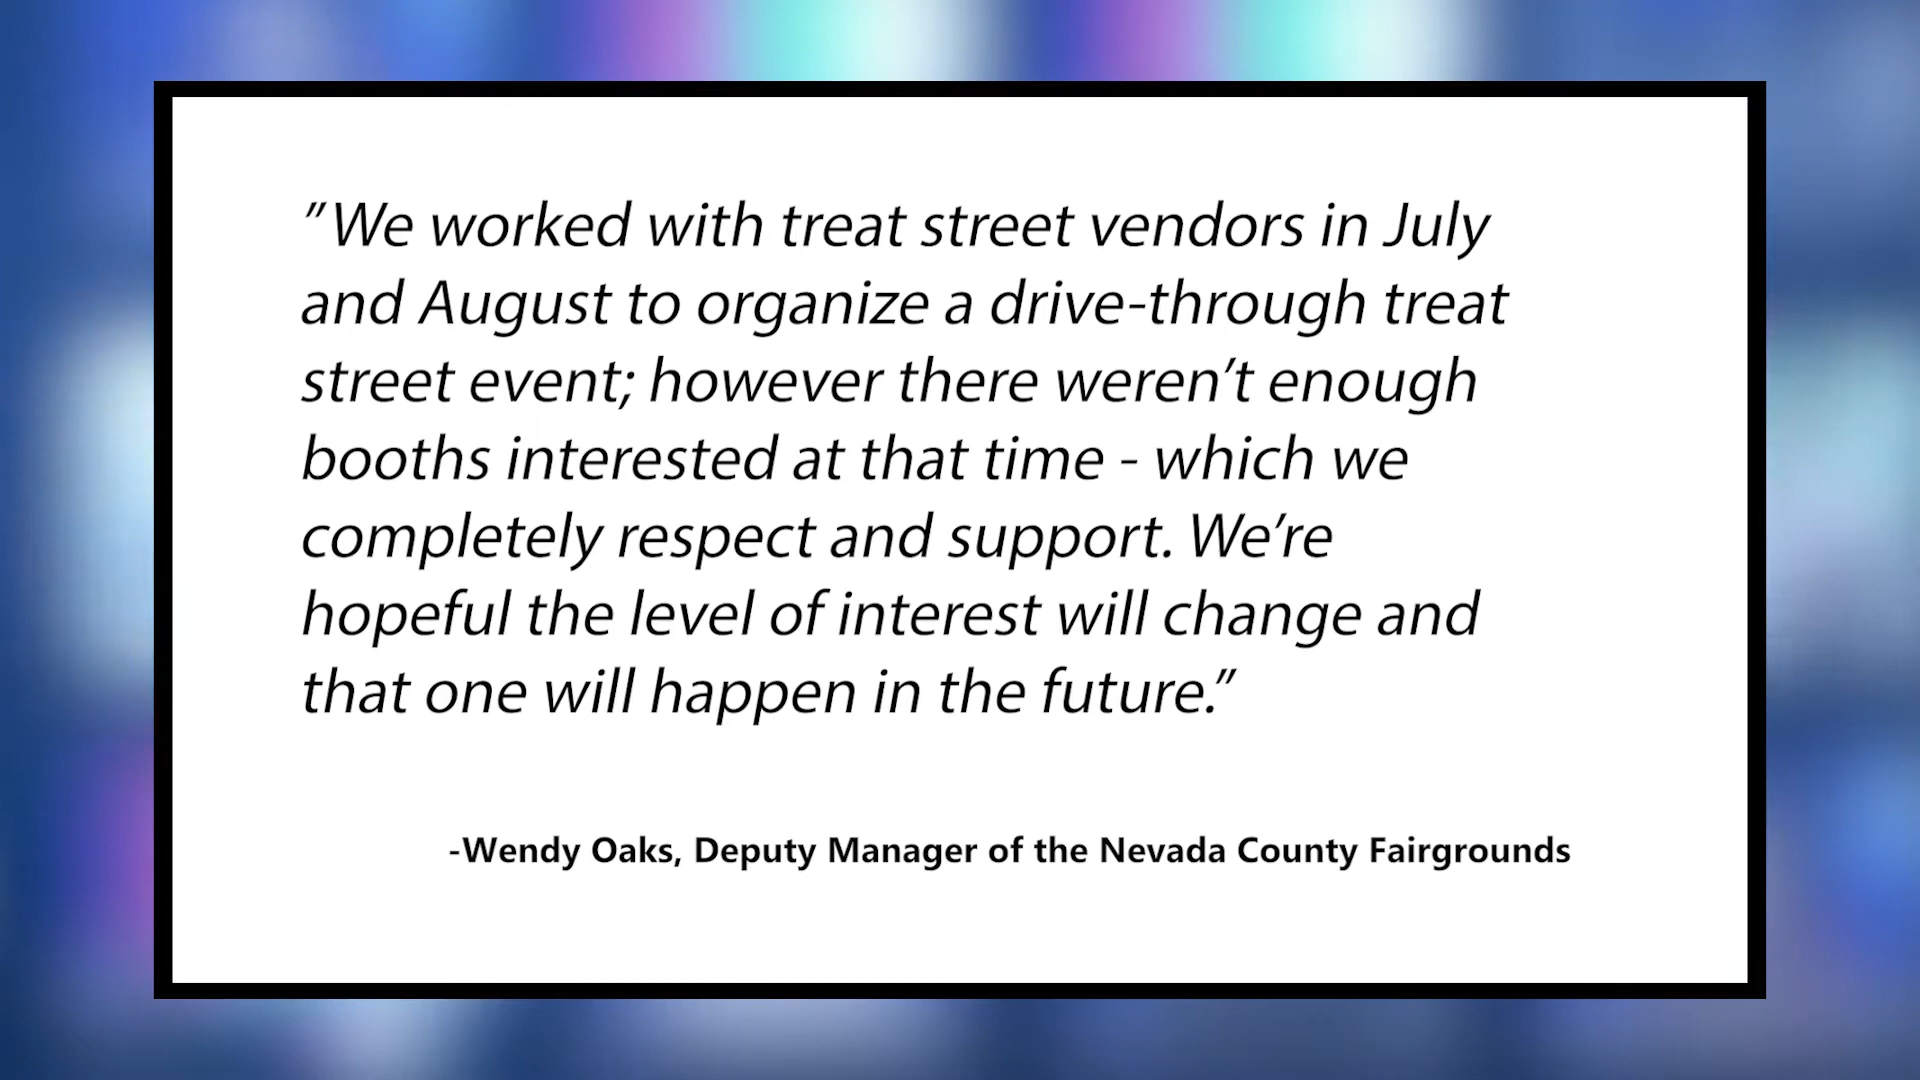 "We worked with treat street vendors in July
and August to organize a drive-through treat
street event; however there weren’t enough
booths interested at that time - which we
completely respect and support. We’re
hopeful the level of interest will change and
that one will happen in the future.”
-Wendy Oaks, Deputy Manager of the Nevada County Fairgrounds